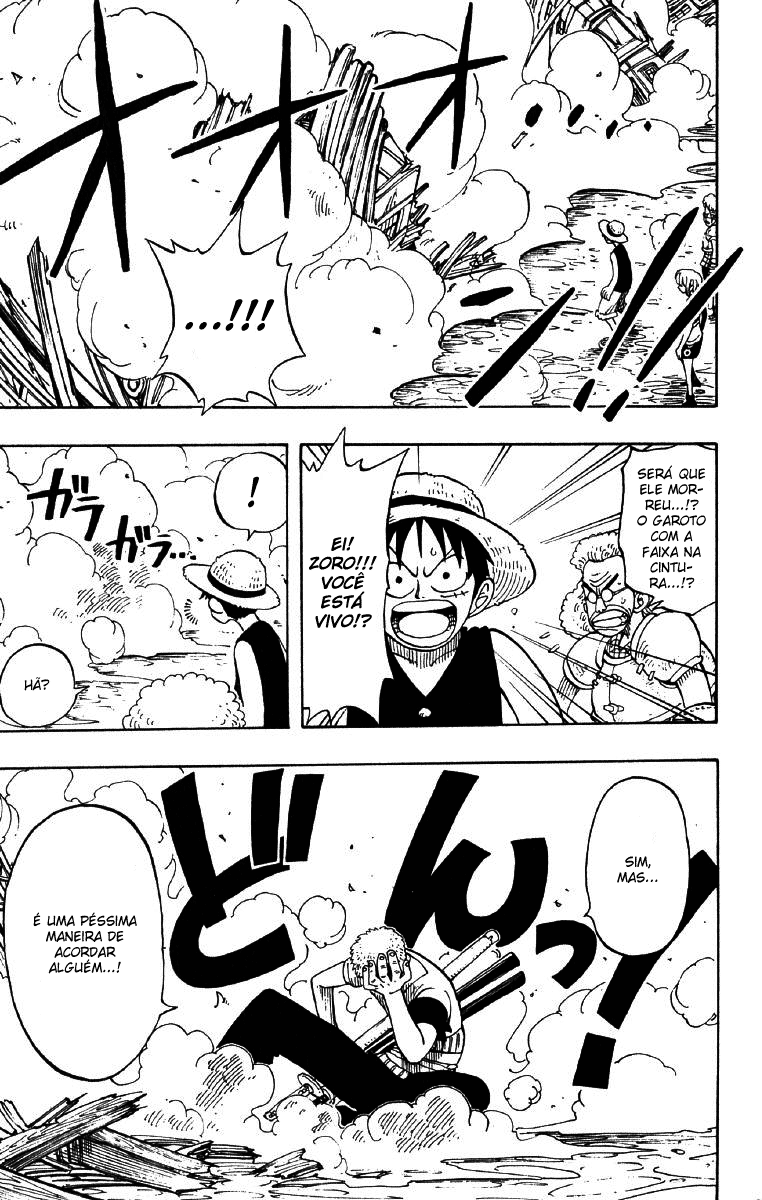 オオオ!!
...!!!
SERÁ QUE
ELE MOR-
REU...!?
O GAROTO
COM A
FAIXA NA
CINTU-
RA...!?
EI!
ZORO!!!
VOCÊ
ESTÁ
VIVO!?
!
ガラ
ガラ...
HÃ?
SIM,
MAS...
どんっ!
É UMA PÉSSIMA
MANEIRA DE
ACORDAR
ALGUÉM...!